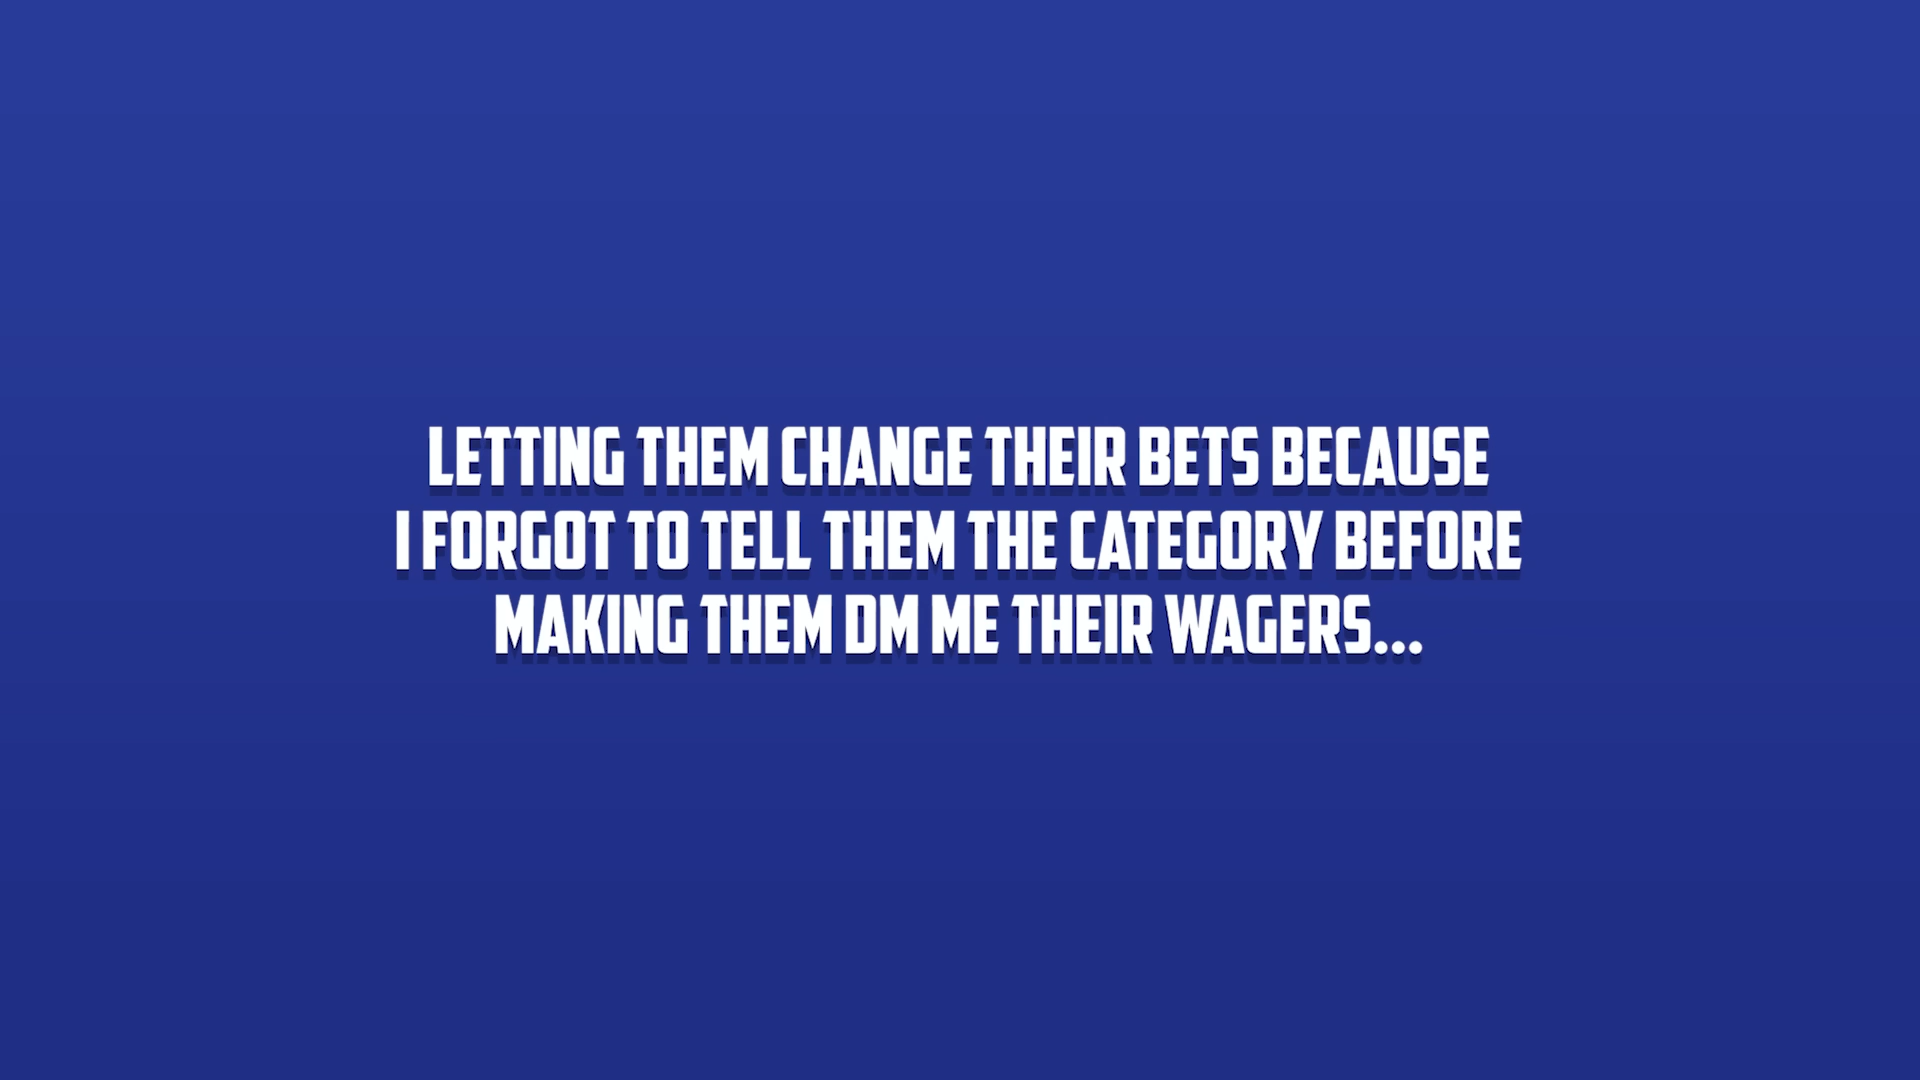 LETTING THEM CHANGE THEIR BETS BECAUSE
I FORGOT TO TELL THEM THE CATEGORY BEFORE
MAKING THEM DM ME THEIR WAGERS...